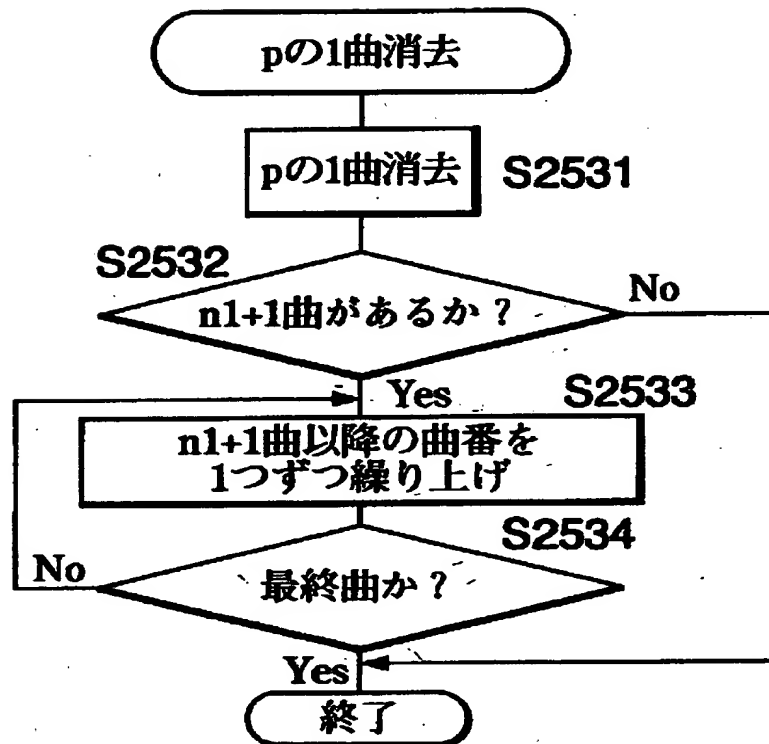 pの1曲消去
pの1曲消去
S2531
S2532
n1+1曲があるか?
No
Yes
S2533
n1+1曲以降の曲番を
1つずつ繰り上げ
S2534
No
最終曲か?
Yes
終了